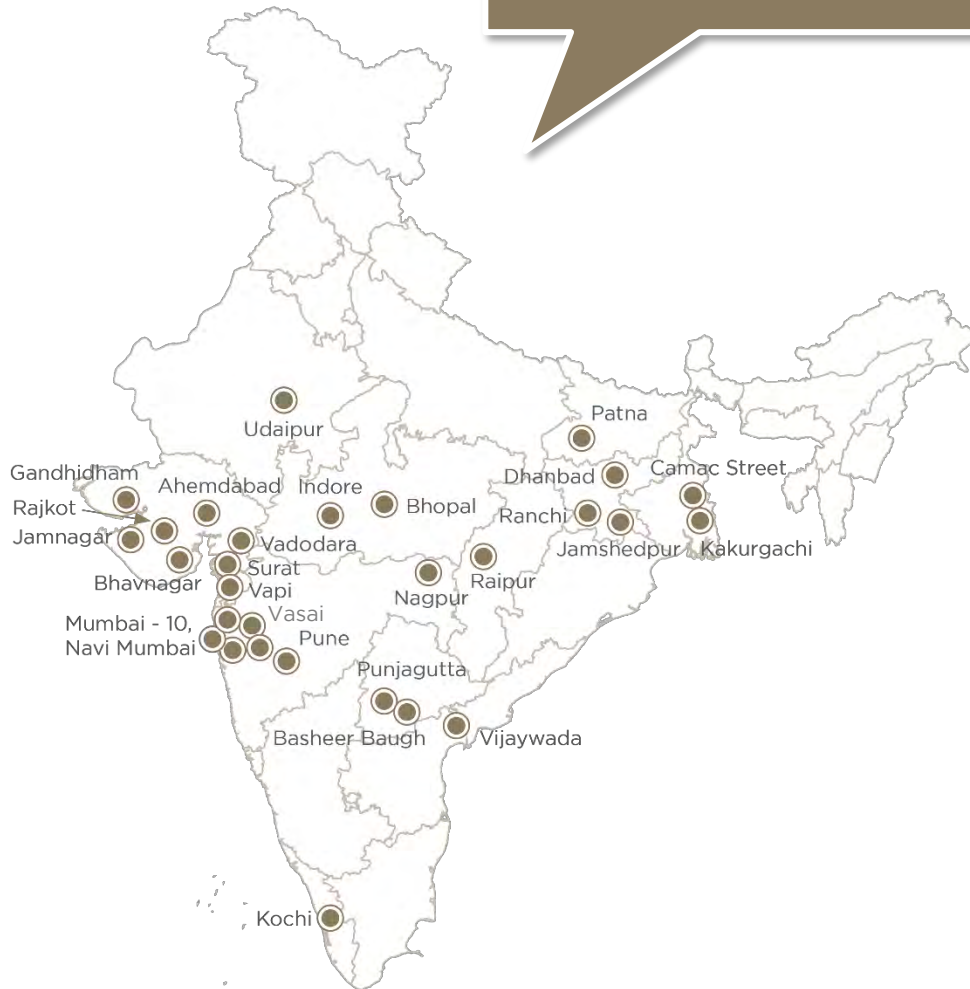 Udaipur
Patna
Gandhidham
Ahemdabad
Indore
Dhanbad
Camac Street
Rajkot
Bhopal
Ranchi
Jamnagar
Vadodara
Jamshedpur
Kakurgachi
Bhavnagar
Surat
Raipur
Vapi
Nagpur
Vasai
Mumbai - 10,
Navi Mumbai
Pune
Punjagutta
Basheer Baugh
Vijaywada
Kochi